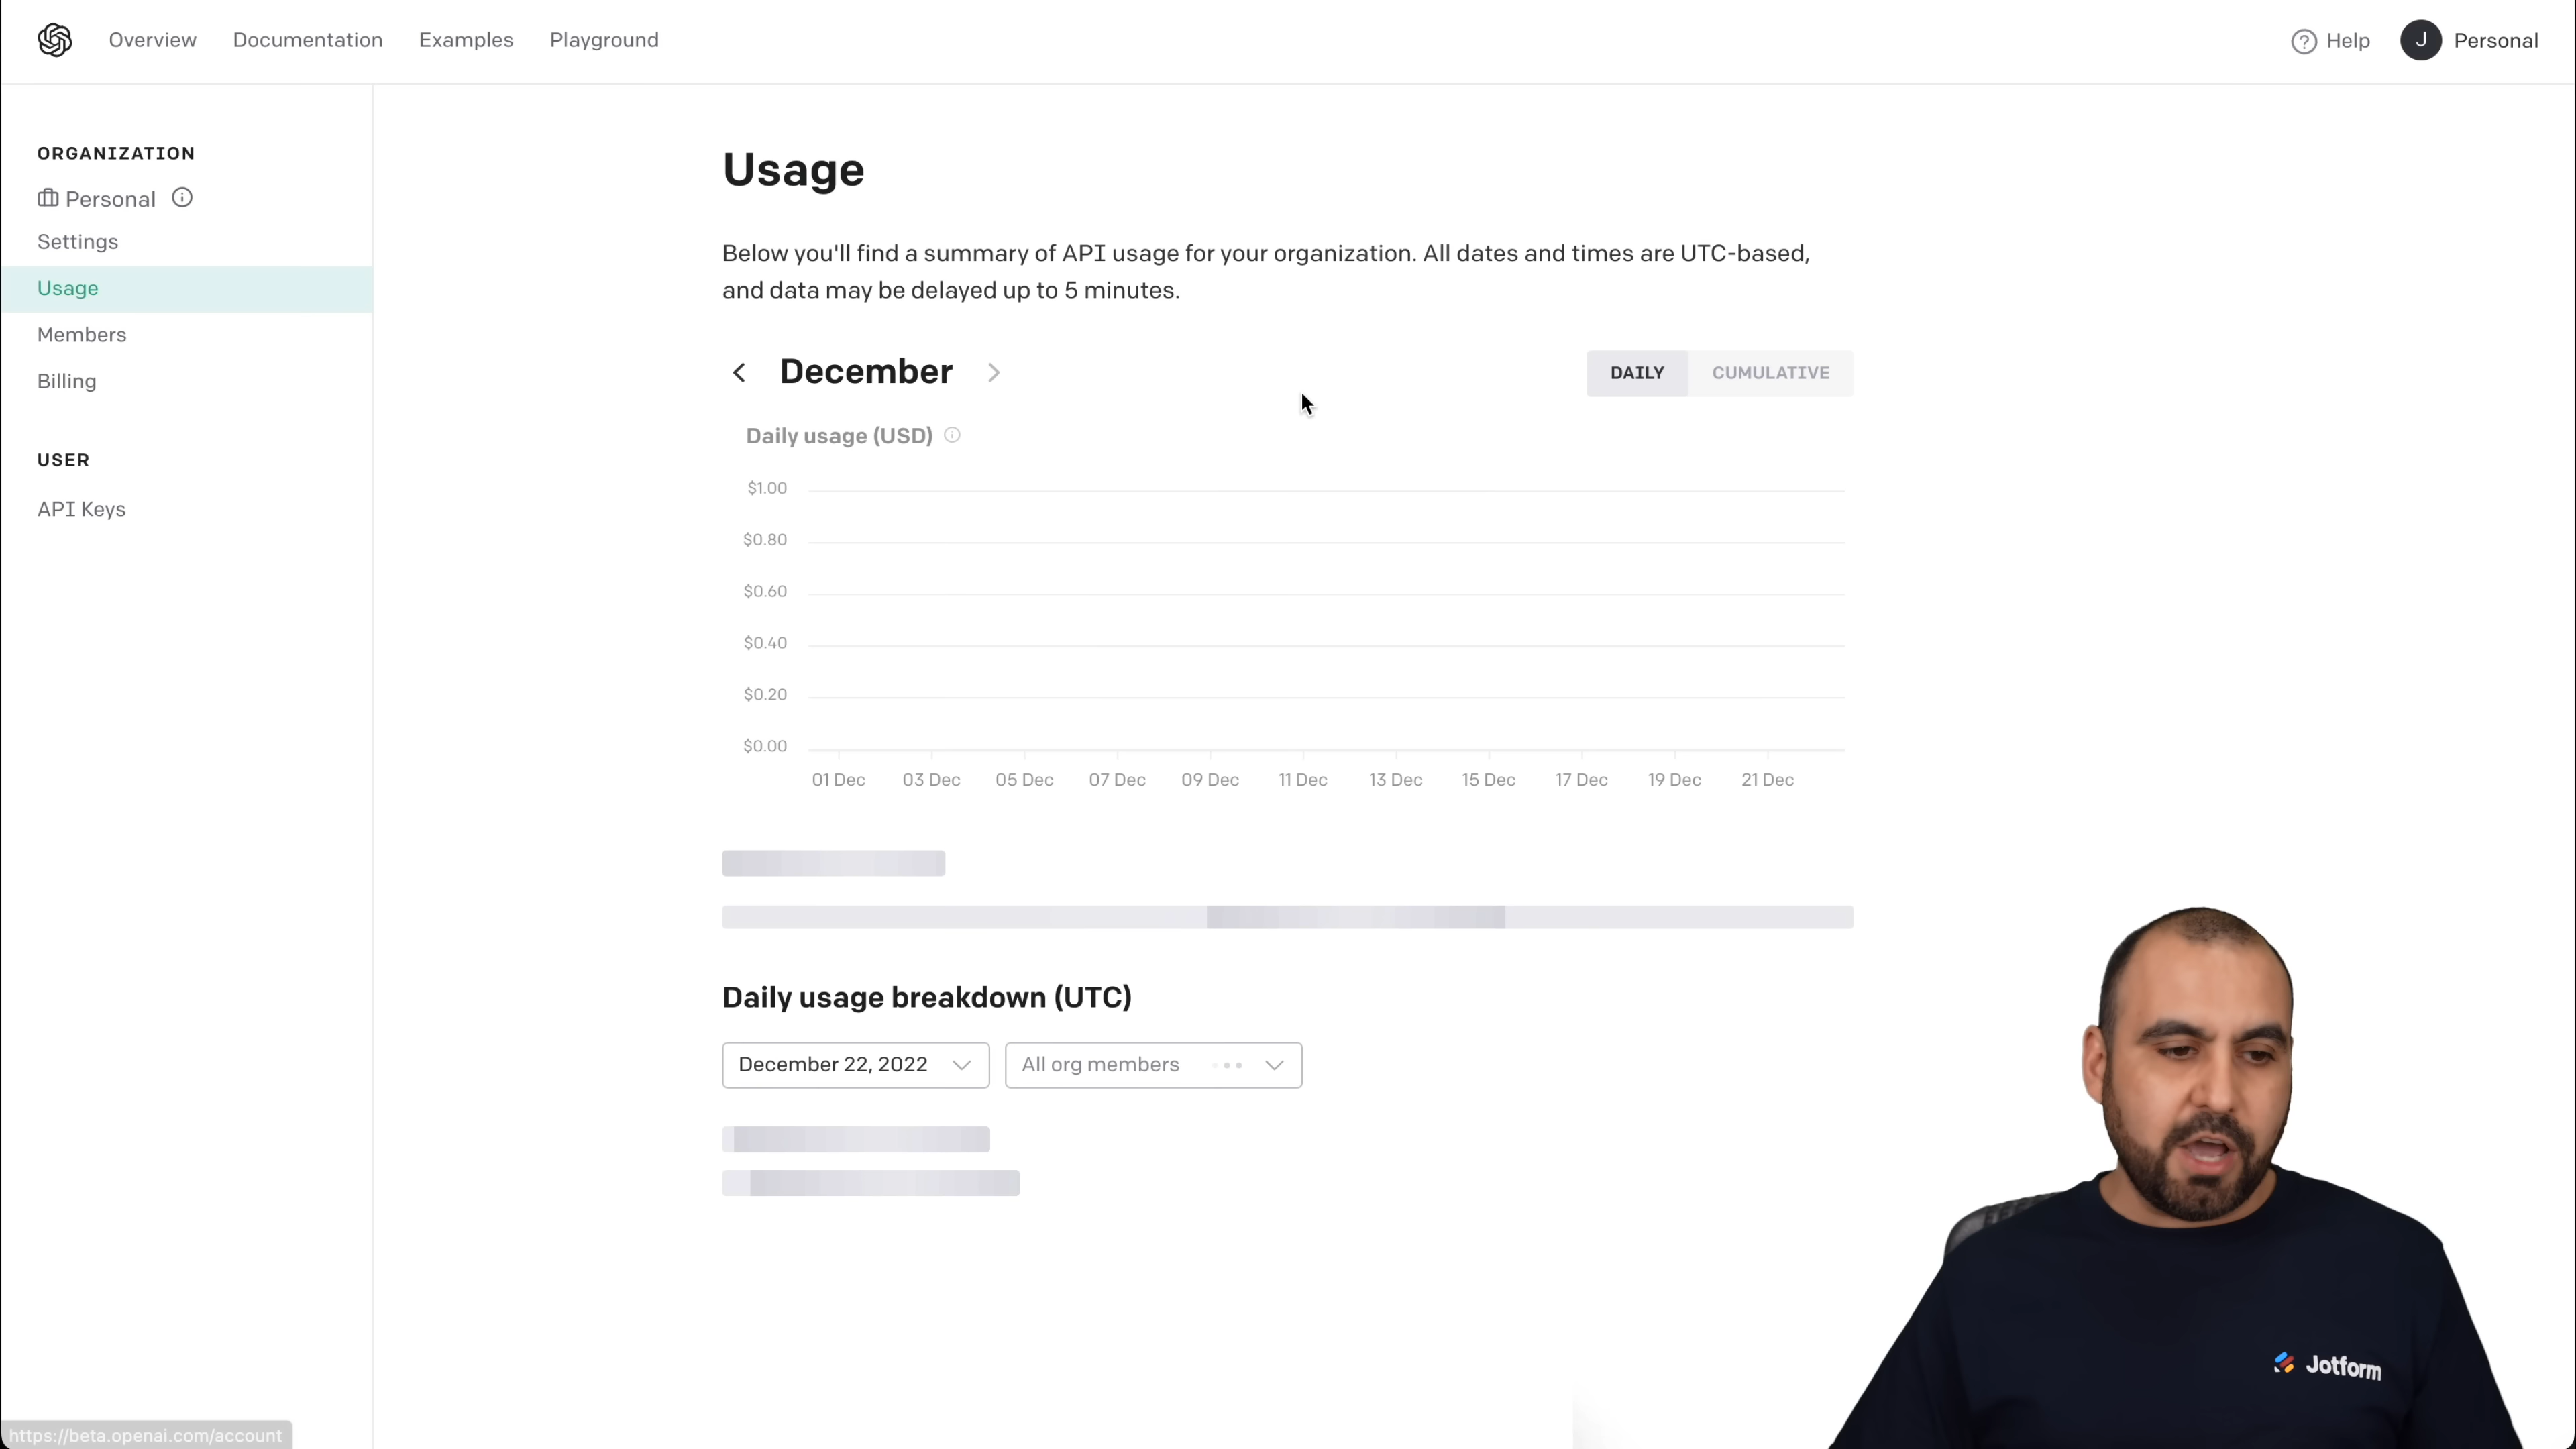 Overview Documentation Examples Playground
Help J Personal
ORGANIZATION
Personal
Settings
Usage
Members
Billing
USER
API Keys
Usage
Below you'll find a summary of API usage for your organization. All dates and times are UTC-based,
and data may be delayed up to 5 minutes.
December
DAILY CUMULATIVE
Daily usage (USD)
$1.00
$0.80
$0.60
$0.40
$0.20
$0.00
01 Dec 03 Dec 05 Dec 07 Dec 09 Dec 11 Dec 13 Dec 15 Dec 17 Dec 19 Dec 21 Dec
Daily usage breakdown (UTC)
December 22, 2022 All org members
Jotform
https://beta.openai.com/account